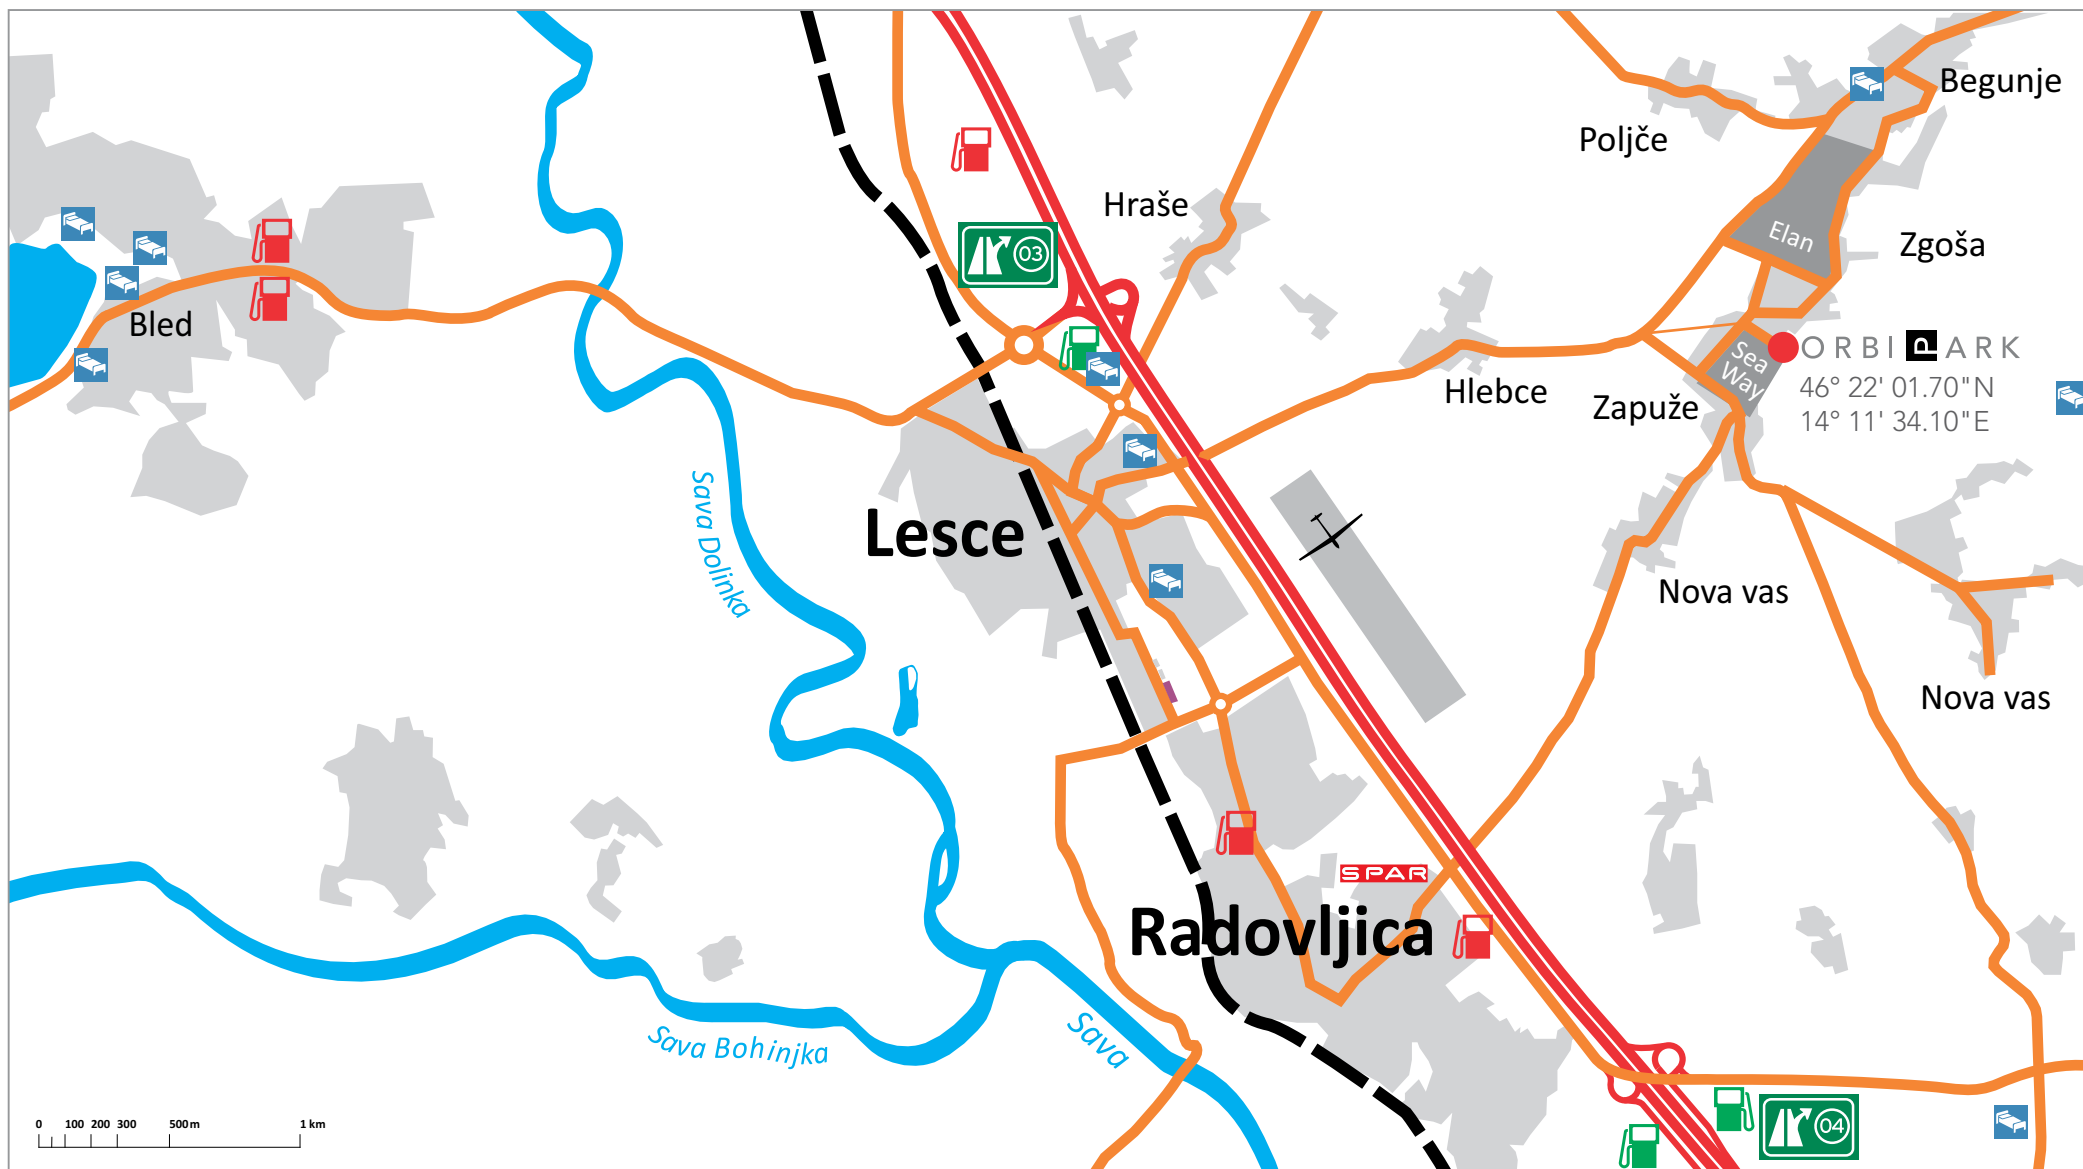 Begunje
Poljče
Hraše
Elan
Zgoša
03
Bled
ORBI PARK
46° 22' 01.70"N
14° 11' 34.10"E
Sea
Way
Hlebce
Zapuže
Sava Dolinka
Lesce
Nova vas
Nova vas
SPAR
Radovljica
Sava
Sava Bohinjka
04
0 100 200 300 500m 1 km